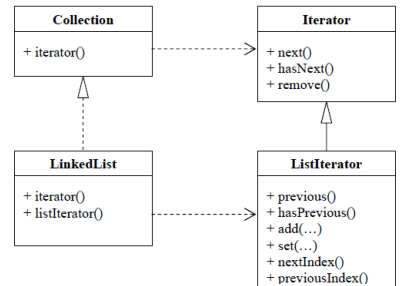 Collection
+ iterator()
Iterator
+ next()
+ hasNext()
+ remove()
LinkedList
+ iterator()
+ listIterator()
ListIterator
+ previous()
+ hasPrevious()
+ add(…)
+ set(…)
+ nextIndex()
+ previousIndex()